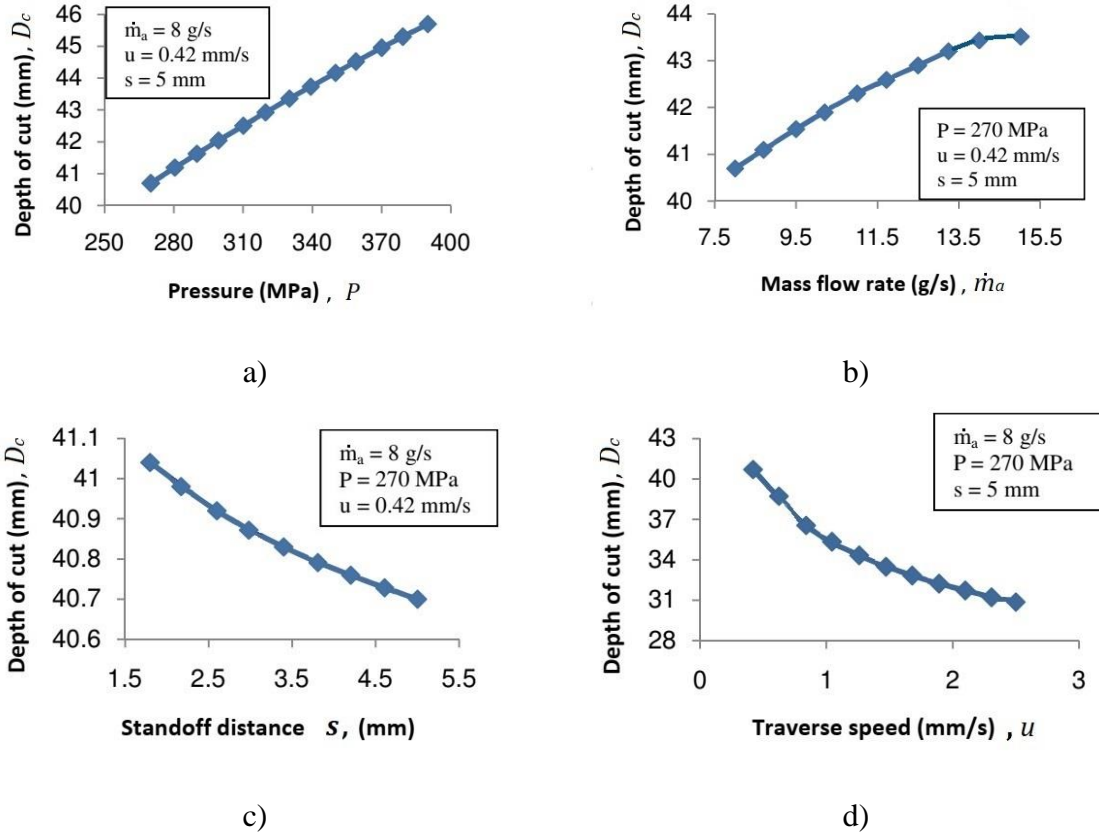 Depth of cut (mm), Dc
46
45
44
43
42
41
40
250 280 310 340 370 400
Pressure (MPa) , P
ṁa = 8 g/s
u = 0.42 mm/s
s = 5 mm
a)
Depth of cut (mm), Dc
44
43
42
41
40
7.5 9.5 11.5 13.5 15.5
Mass flow rate (g/s) , ṁa
P = 270 MPa
u = 0.42 mm/s
s = 5 mm
b)
Depth of cut (mm), Dc
41.1
41
40.9
40.8
40.7
40.6
1.5 2.5 3.5 4.5 5.5
Standoff distance s, (mm)
ṁa = 8 g/s
P = 270 MPa
u = 0.42 mm/s
c)
Depth of cut (mm), Dc
43
40
37
34
31
28
0 1 2 3
Traverse speed (mm/s) , u
ṁa = 8 g/s
P = 270 MPa
s = 5 mm
d)